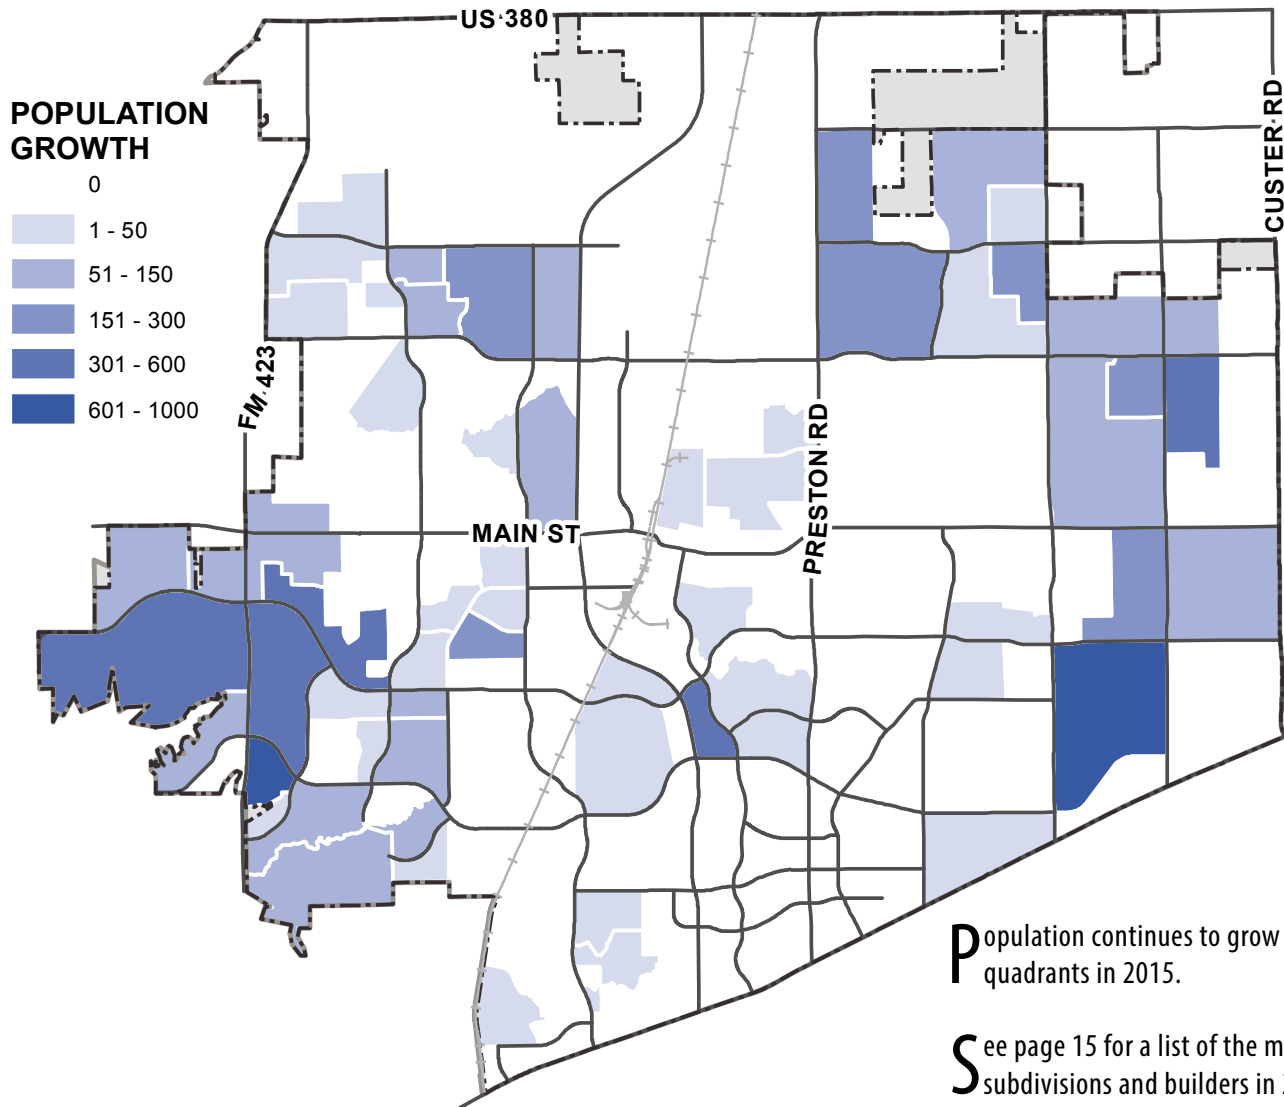 US 380
POPULATION
GROWTH
0
1 - 50
51 - 150
151 - 300
301 - 600
601 - 1000
CUSTER RD
FM 423
PRESTON RD
MAIN ST
Population continues to grow
quadrants in 2015.
See page 15 for a list of the
subdivisions and builders in